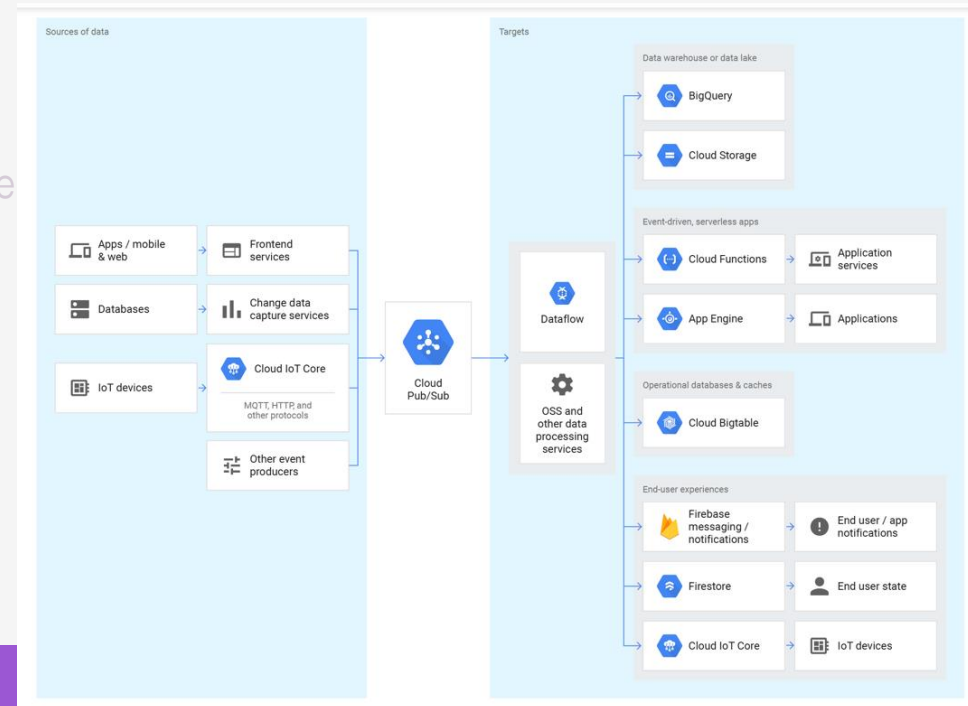 Sources of data
Apps / mobile
& web
Frontend
services
Databases
Change data
capture services
IoT devices
Cloud IoT Core
MQTT, HTTP, and
other protocols
Other event
producers
Cloud
Pub/Sub
Targets
Dataflow
OSS and
other data
processing
services
Data warehouse or data lake
BigQuery
Cloud Storage
Event-driven, serverless apps
Cloud Functions
Application
services
App Engine
Applications
Operational databases & caches
Cloud Bigtable
End-user experiences
Firebase
messaging /
notifications
End user / app
notifications
Firestore
End user state
Cloud IoT Core
IoT devices